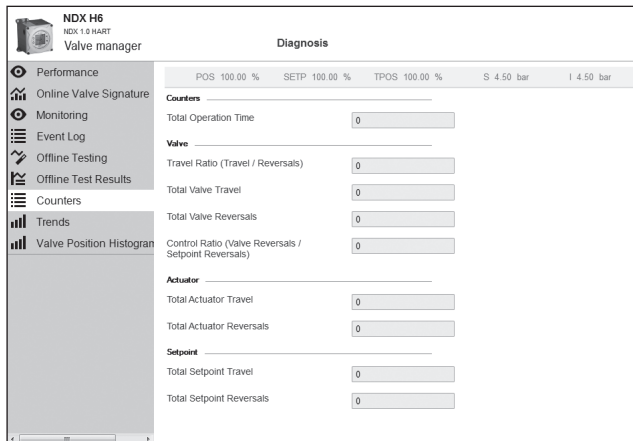 NDX H6
NDX 1.0 HART
Valve manager
Diagnosis
Performance
Online Valve Signature
Monitoring
Event Log
Offline Testing
Offline Test Results
Counters
Trends
Valve Position Histogram
POS 100.00 % SETP 100.00 % TPOS 100.00 % S 4.50 bar I 4.50 bar
Counters
Total Operation Time 0
Valve
Travel Ratio (Travel / Reversals) 0
Total Valve Travel 0
Total Valve Reversals 0
Control Ratio (Valve Reversals / 0
Setpoint Reversals)
Actuator
Total Actuator Travel 0
Total Actuator Reversals 0
Setpoint
Total Setpoint Travel 0
Total Setpoint Reversals 0